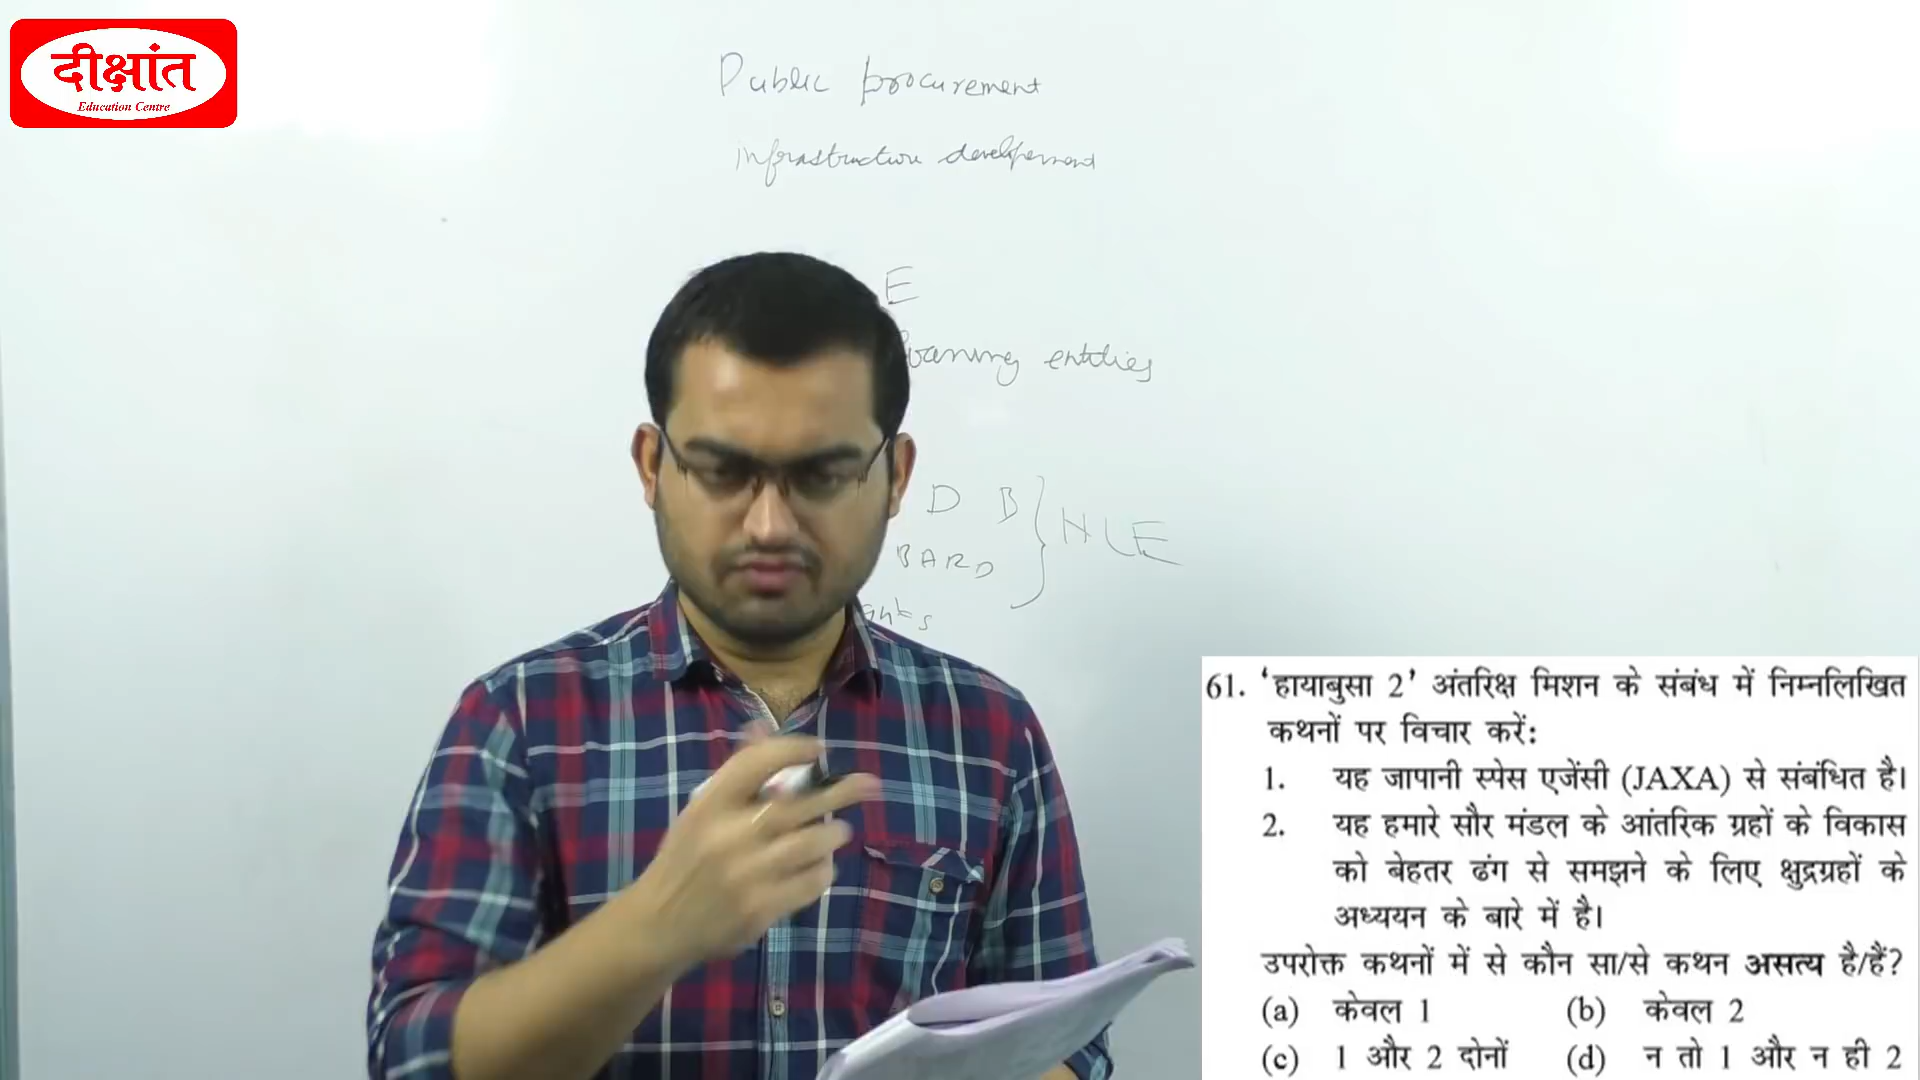 दीक्षांत
Education Centre
Public procurement
infrastructure development
E
entities
D B
BARD
NLE
61. ‘हायाबुसा 2’ अंतरिक्ष मिशन के संबंध में निम्नलिखित
कथनों पर विचार करें:
1. यह जापानी स्पेस एजेंसी (JAXA) से संबंधित है।
2. यह हमारे सौर मंडल के आंतरिक ग्रहों के विकास
को बेहतर ढंग से समझने के लिए क्षुद्रग्रहों के
अध्ययन के बारे में है।
उपरोक्त कथनों में से कौन सा/से कथन असत्य है/हैं?
(a) केवल 1 (b) केवल 2
(c) 1 और 2 दोनों (d) न तो 1 और न ही 2